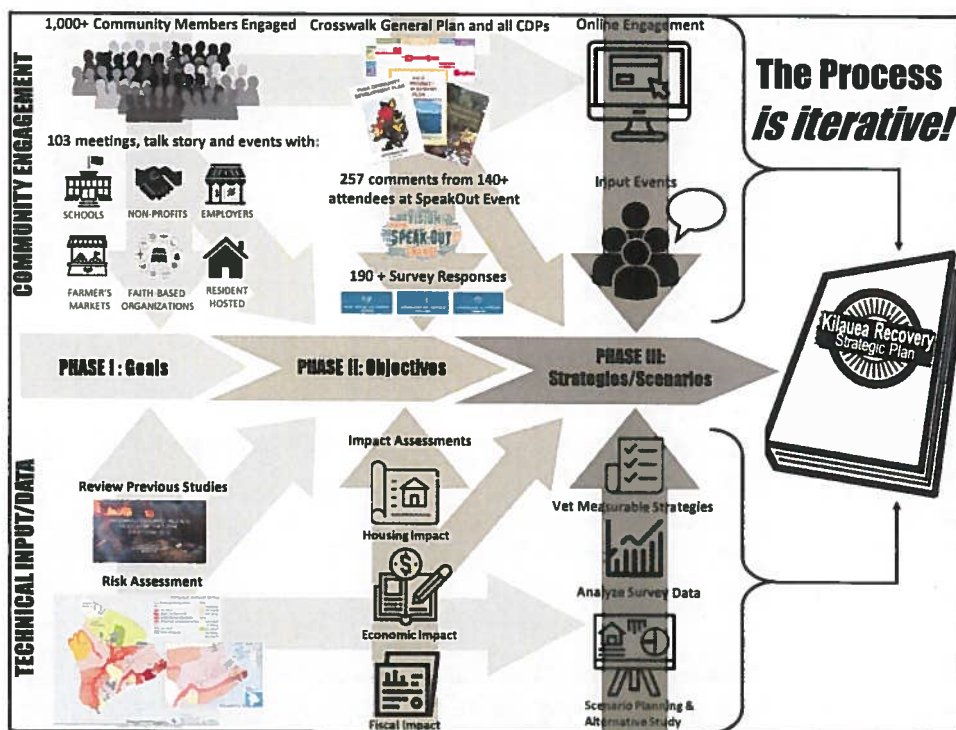 1,000+ Community Members Engaged
Crosswalk General Plan and all CDPs
Online Engagement
The Process
is iterative!
COMMUNITY ENGAGEMENT
103 meetings, talk story and events with:
SCHOOLS
NON-PROFITS
EMPLOYERS
FARMER'S
MARKETS
FAITH-BASED
ORGANIZATIONS
RESIDENT
HOSTED
257 comments from 140+
attendees at SpeakOut Event
VISION
SPEAK OUT
190 + Survey Responses
Input Events
PHASE I : Goals
PHASE II: Objectives
PHASE III:
Strategies/Scenarios
Kilauea Recovery
Strategic Plan
TECHNICAL INPUT/DATA
Review Previous Studies
Risk Assessment
Impact Assessments
Housing Impact
Economic Impact
Fiscal Impact
Vet Measurable Strategies
Analyze Survey Data
Scenario Planning &
Alternative Study